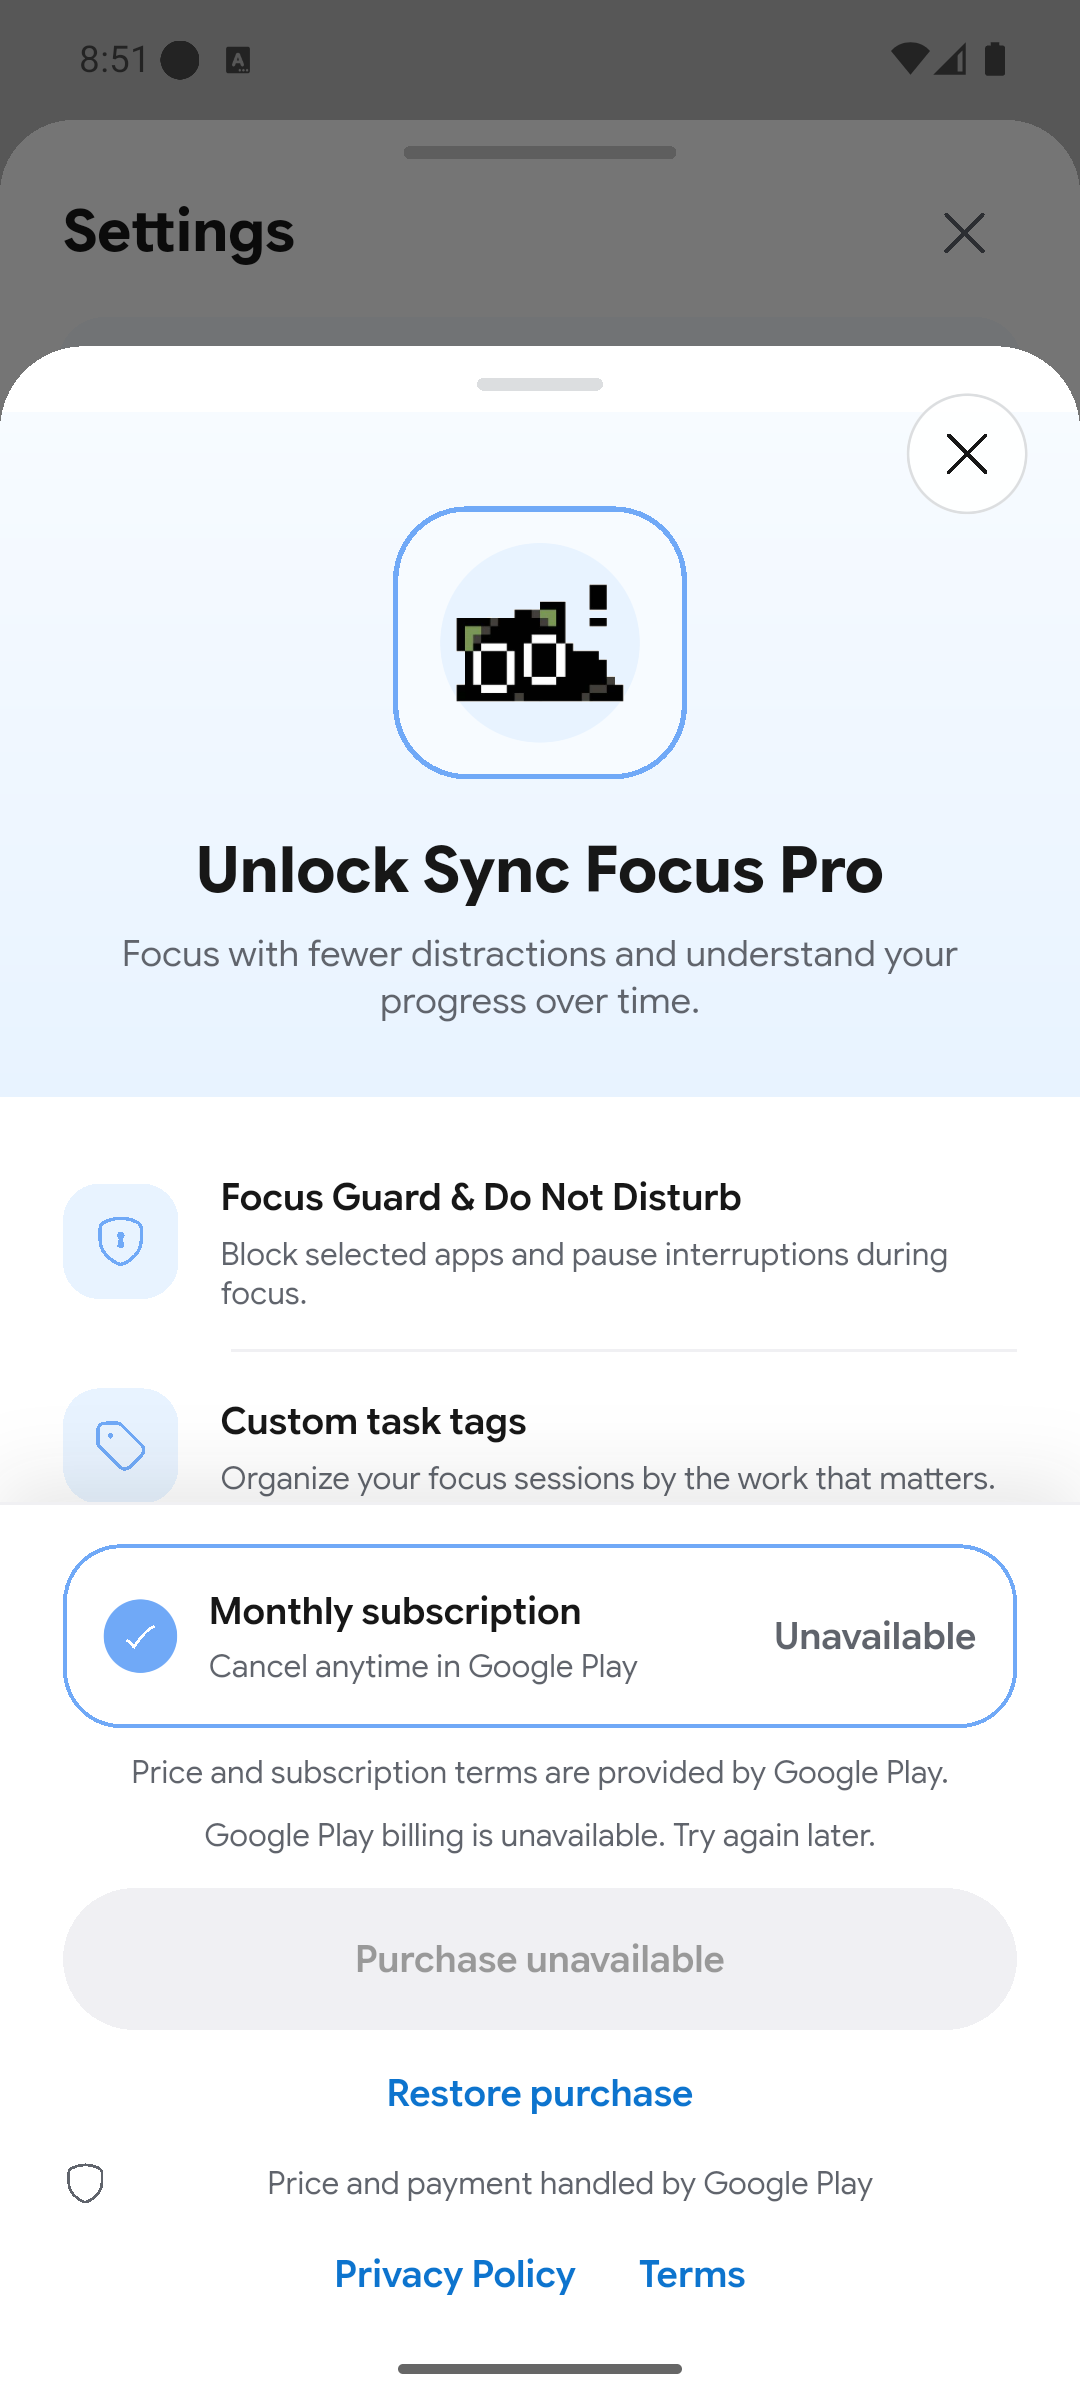 8:51
Settings
Unlock Sync Focus Pro
Focus with fewer distractions and understand your
progress over time.
Focus Guard & Do Not Disturb
Block selected apps and pause interruptions during
focus.
Custom task tags
Organize your focus sessions by the work that matters.
Monthly subscription
Cancel anytime in Google Play
Unavailable
Price and subscription terms are provided by Google Play.
Google Play billing is unavailable. Try again later.
Purchase unavailable
Restore purchase
Price and payment handled by Google Play
Privacy Policy Terms